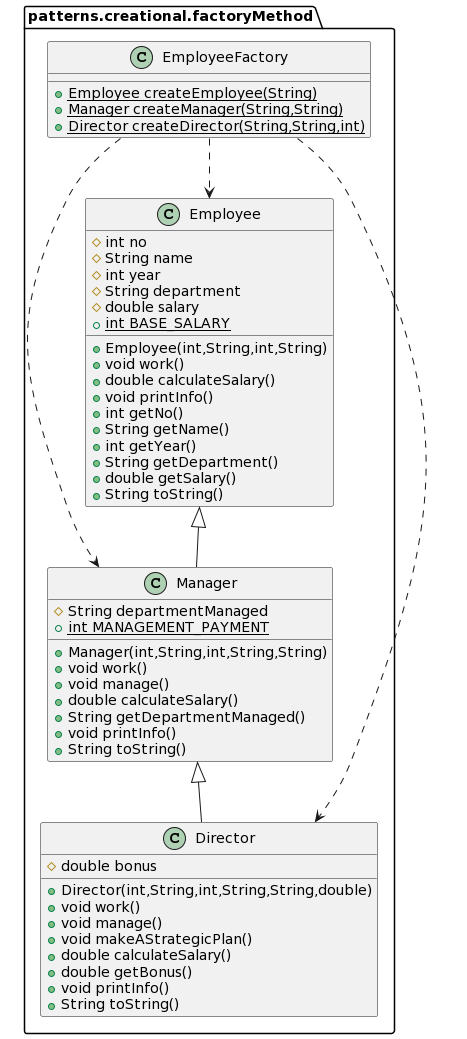 patterns.creational.factoryMethod
C EmployeeFactory
Employee createEmployee(String)
Manager createManager(String,String)
Director createDirector(String,String,int)
C Employee
int no
String name
int year
String department
double salary
int BASE_SALARY
Employee(int,String,int,String)
void work()
double calculateSalary()
void printInfo()
int getNo()
String getName()
int getYear()
String getDepartment()
double getSalary()
String toString()
C Manager
String departmentManaged
int MANAGEMENT_PAYMENT
Manager(int,String,int,String,String)
void work()
void manage()
double calculateSalary()
String getDepartmentManaged()
void printInfo()
String toString()
C Director
double bonus
Director(int,String,int,String,String,double)
void work()
void manage()
void makeAStrategicPlan()
double calculateSalary()
double getBonus()
void printInfo()
String toString()